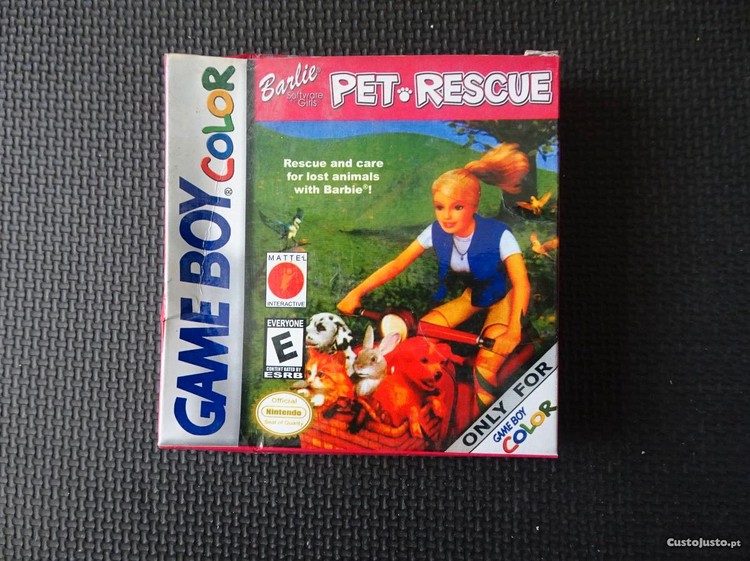 GAME BOY® COLOR
Barlie®
Software
Girls
PET RESCUE
Rescue and care
for lost animals
with Barbie®!
MATTEL
INTERACTIVE
EVERYONE
E
CONTENT RATED BY
ESRB
Official
Nintendo
Seal of Quality
ONLY FOR
GAME BOY
COLOR
CustoJusto.pt